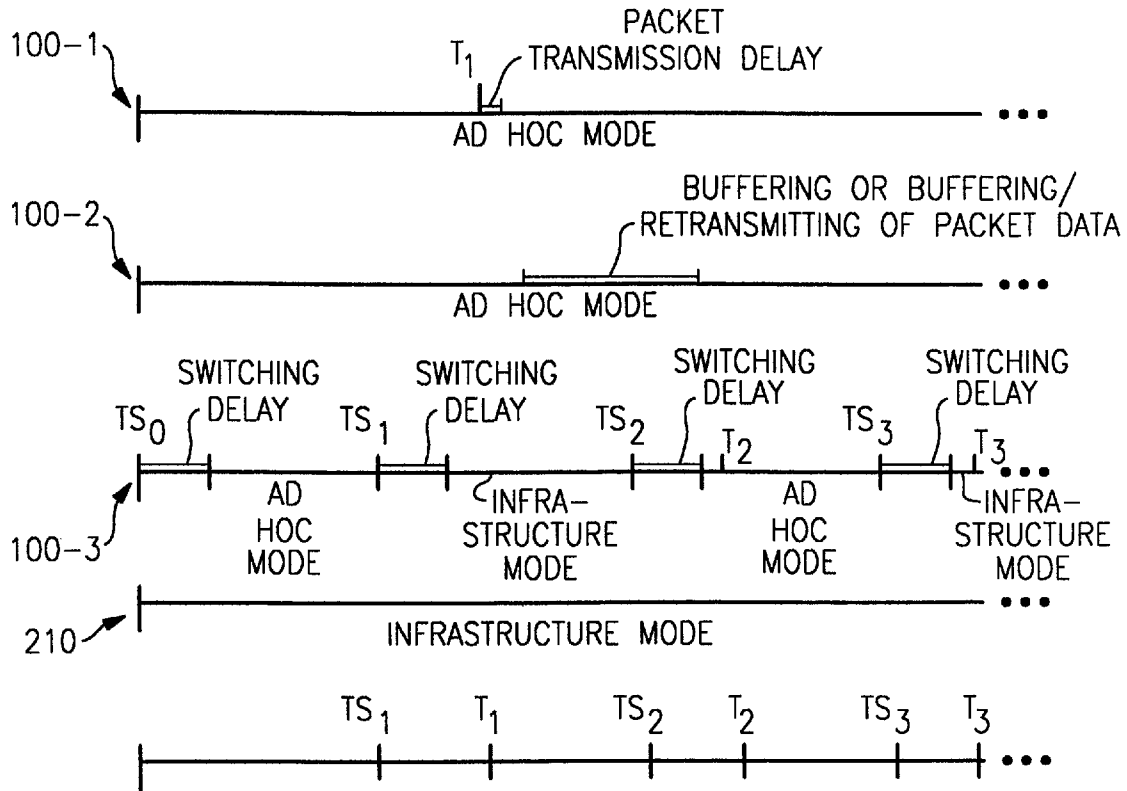 100-1
T1
PACKET
TRANSMISSION DELAY
AD HOC MODE
•••
100-2
BUFFERING OR BUFFERING/
RETRANSMITTING OF PACKET DATA
AD HOC MODE
•••
SWITCHING
DELAY
SWITCHING
DELAY
SWITCHING
DELAY
SWITCHING
DELAY
TS0
TS1
TS2
T2
TS3
T3
•••
100-3
AD
HOC
MODE
INFRA-
STRUCTURE
MODE
AD
HOC
MODE
INFRA-
STRUCTURE
MODE
210
INFRASTRUCTURE MODE
•••
TS1
T1
TS2
T2
TS3
T3
•••